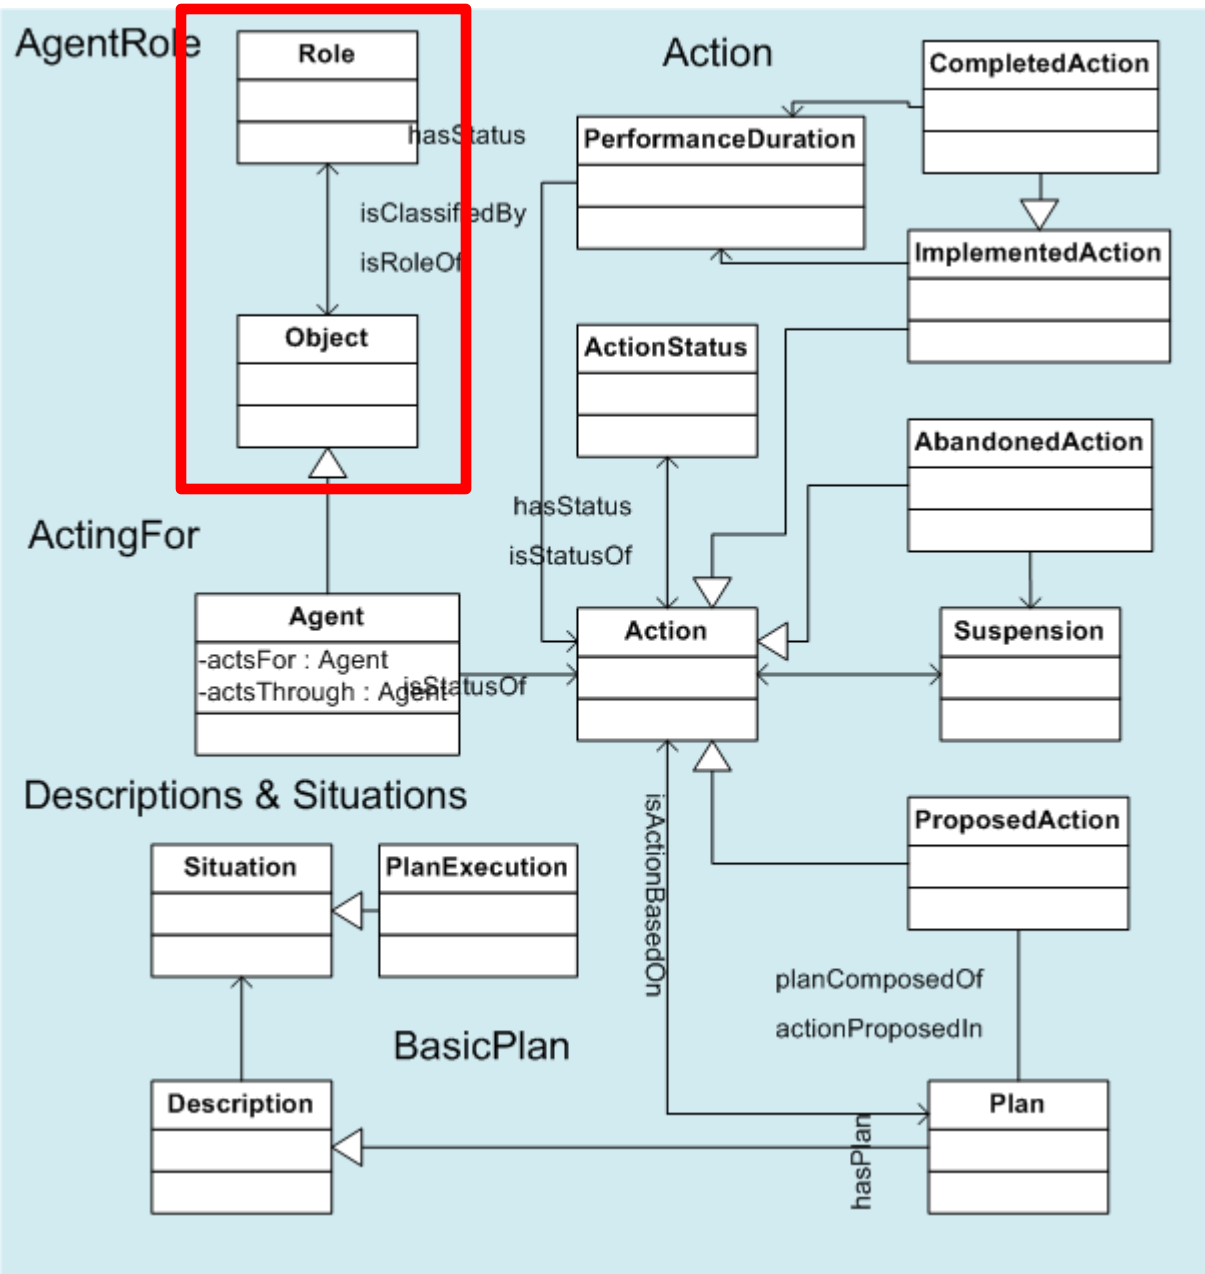 AgentRole
Role
Action
CompletedAction
hasStatus
PerformanceDuration
isClassifiedBy
isRoleOf
ImplementedAction
Object
ActionStatus
AbandonedAction
hasStatus
isStatusOf
ActingFor
Agent
-actsFor : Agent
-actsThrough : Agent
isStatusOf
Action
Suspension
Descriptions & Situations
isActionBasedOn
ProposedAction
Situation
PlanExecution
planComposedOf
actionProposedIn
BasicPlan
Description
Plan
hasPlan